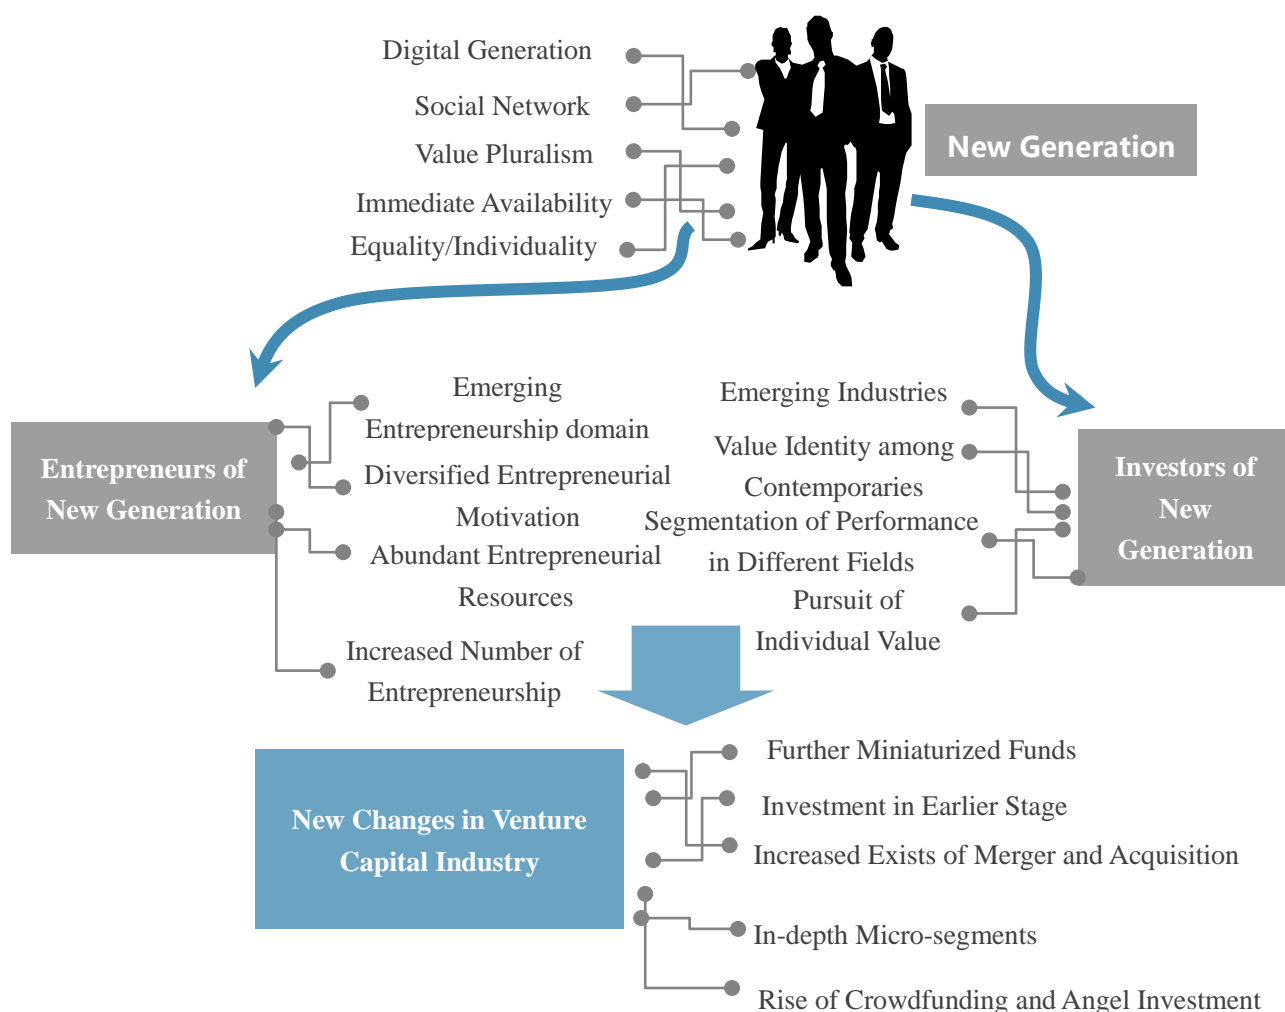 Digital Generation
Social Network
Value Pluralism
Immediate Availability
Equality/Individuality
New Generation
Entrepreneurs of
New Generation
Emerging
Entrepreneurship domain
Diversified Entrepreneurial
Motivation
Abundant Entrepreneurial
Resources
Increased Number of
Entrepreneurship
Emerging Industries
Value Identity among
Contemporaries
Segmentation of Performance
in Different Fields
Pursuit of
Individual Value
Investors of
New
Generation
New Changes in Venture
Capital Industry
Further Miniaturized Funds
Investment in Earlier Stage
Increased Exists of Merger and Acquisition
In-depth Micro-segments
Rise of Crowdfunding and Angel Investment